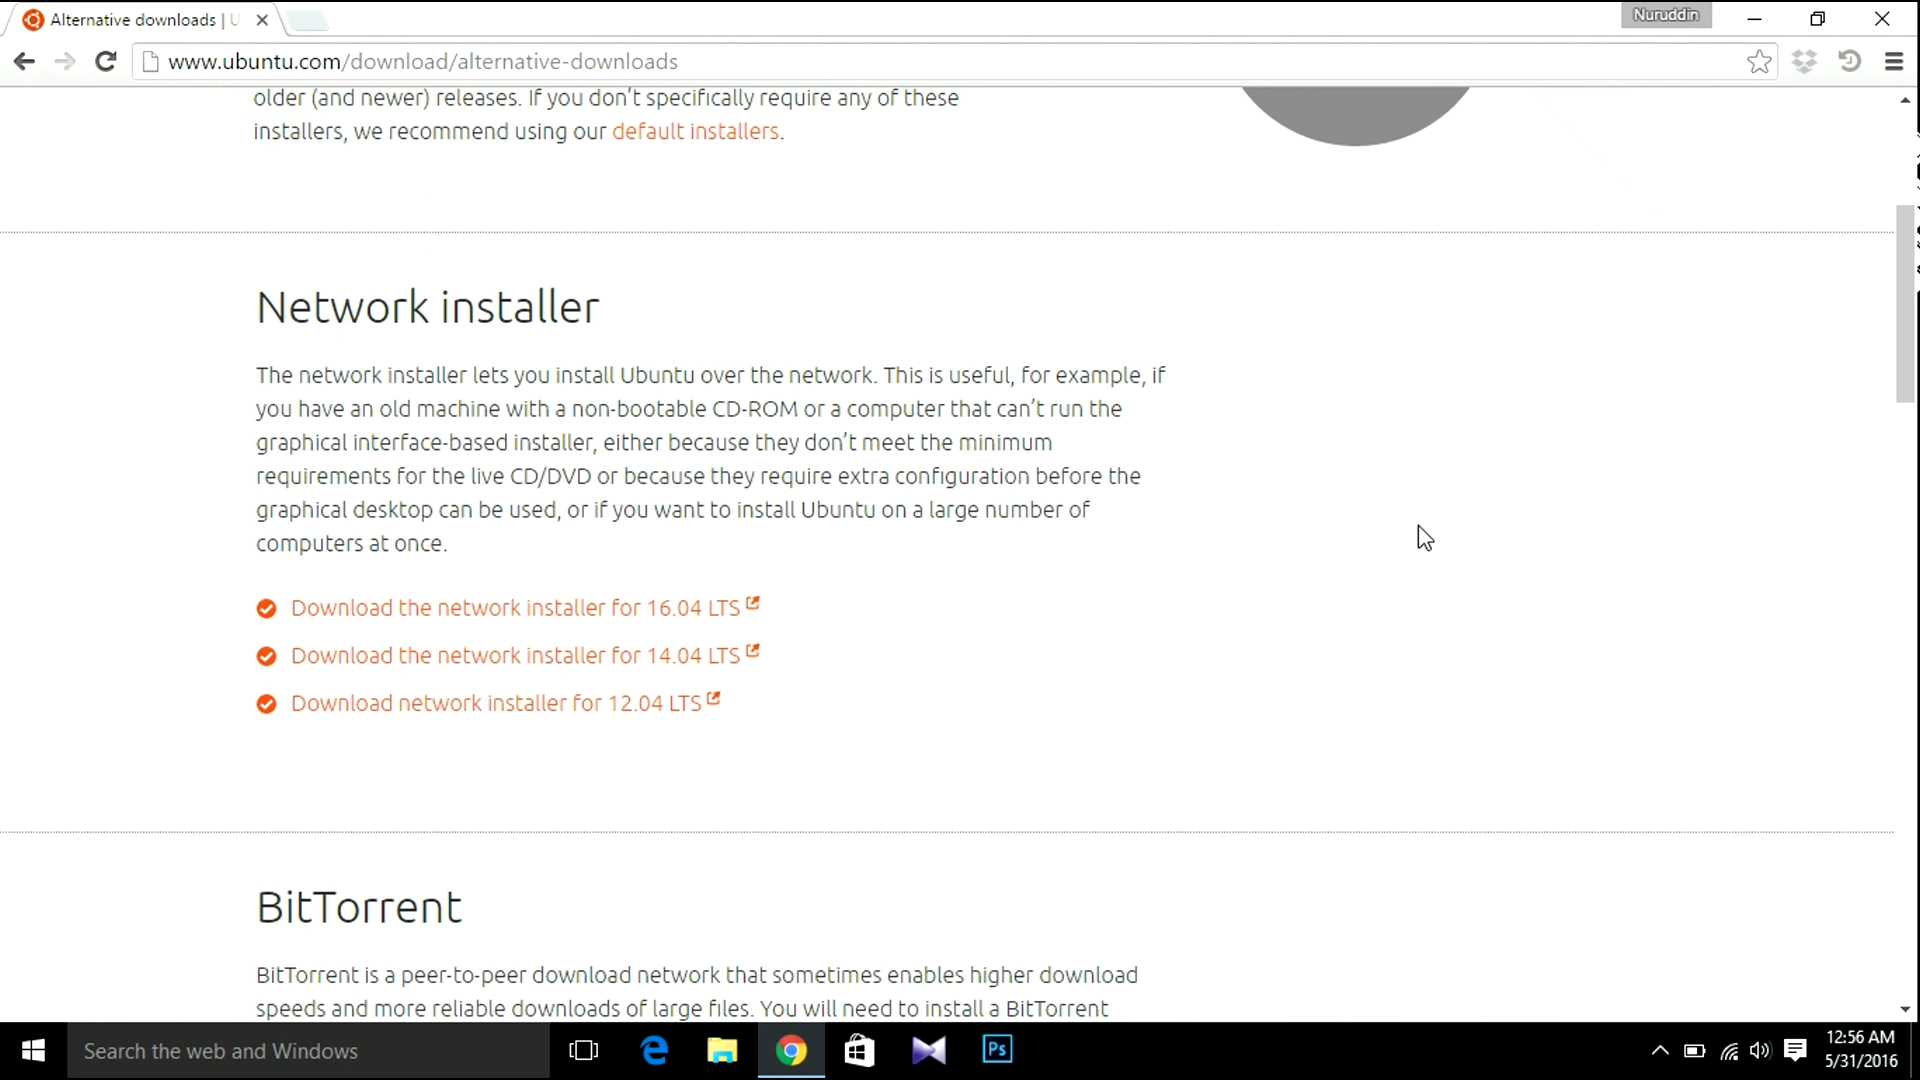 Alternative downloads | U
Nuruddin
www.ubuntu.com/download/alternative-downloads
older (and newer) releases. If you don’t specifically require any of these
installers, we recommend using our default installers.
Network installer
The network installer lets you install Ubuntu over the network. This is useful, for example, if
you have an old machine with a non-bootable CD-ROM or a computer that can’t run the
graphical interface-based installer, either because they don’t meet the minimum
requirements for the live CD/DVD or because they require extra configuration before the
graphical desktop can be used, or if you want to install Ubuntu on a large number of
computers at once.
Download the network installer for 16.04 LTS
Download the network installer for 14.04 LTS
Download network installer for 12.04 LTS
BitTorrent
BitTorrent is a peer-to-peer download network that sometimes enables higher download
speeds and more reliable downloads of large files. You will need to install a BitTorrent
Search the web and Windows
Ps
12:56 AM
5/31/2016